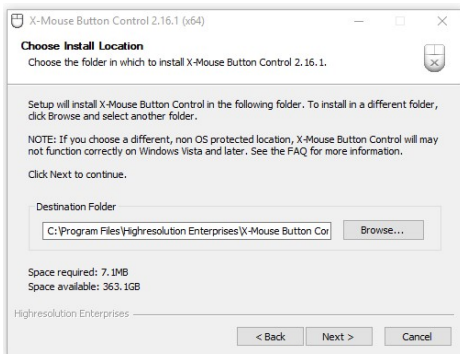 X-Mouse Button Control 2.16.1 (x64)
Choose Install Location
Choose the folder in which to install X-Mouse Button Control 2.16.1.
Setup will install X-Mouse Button Control in the following folder. To install in a different folder,
click Browse and select another folder.
NOTE: If you choose a different, non OS protected location, X-Mouse Button Control will may
not function correctly on Windows Vista and later. See the FAQ for more information.
Click Next to continue.
Destination Folder
C:\Program Files\Highresolution Enterprises\X-Mouse Button Cor
Browse...
Space required: 7.1MB
Space available: 363.1GB
Highresolution Enterprises
< Back
Next >
Cancel